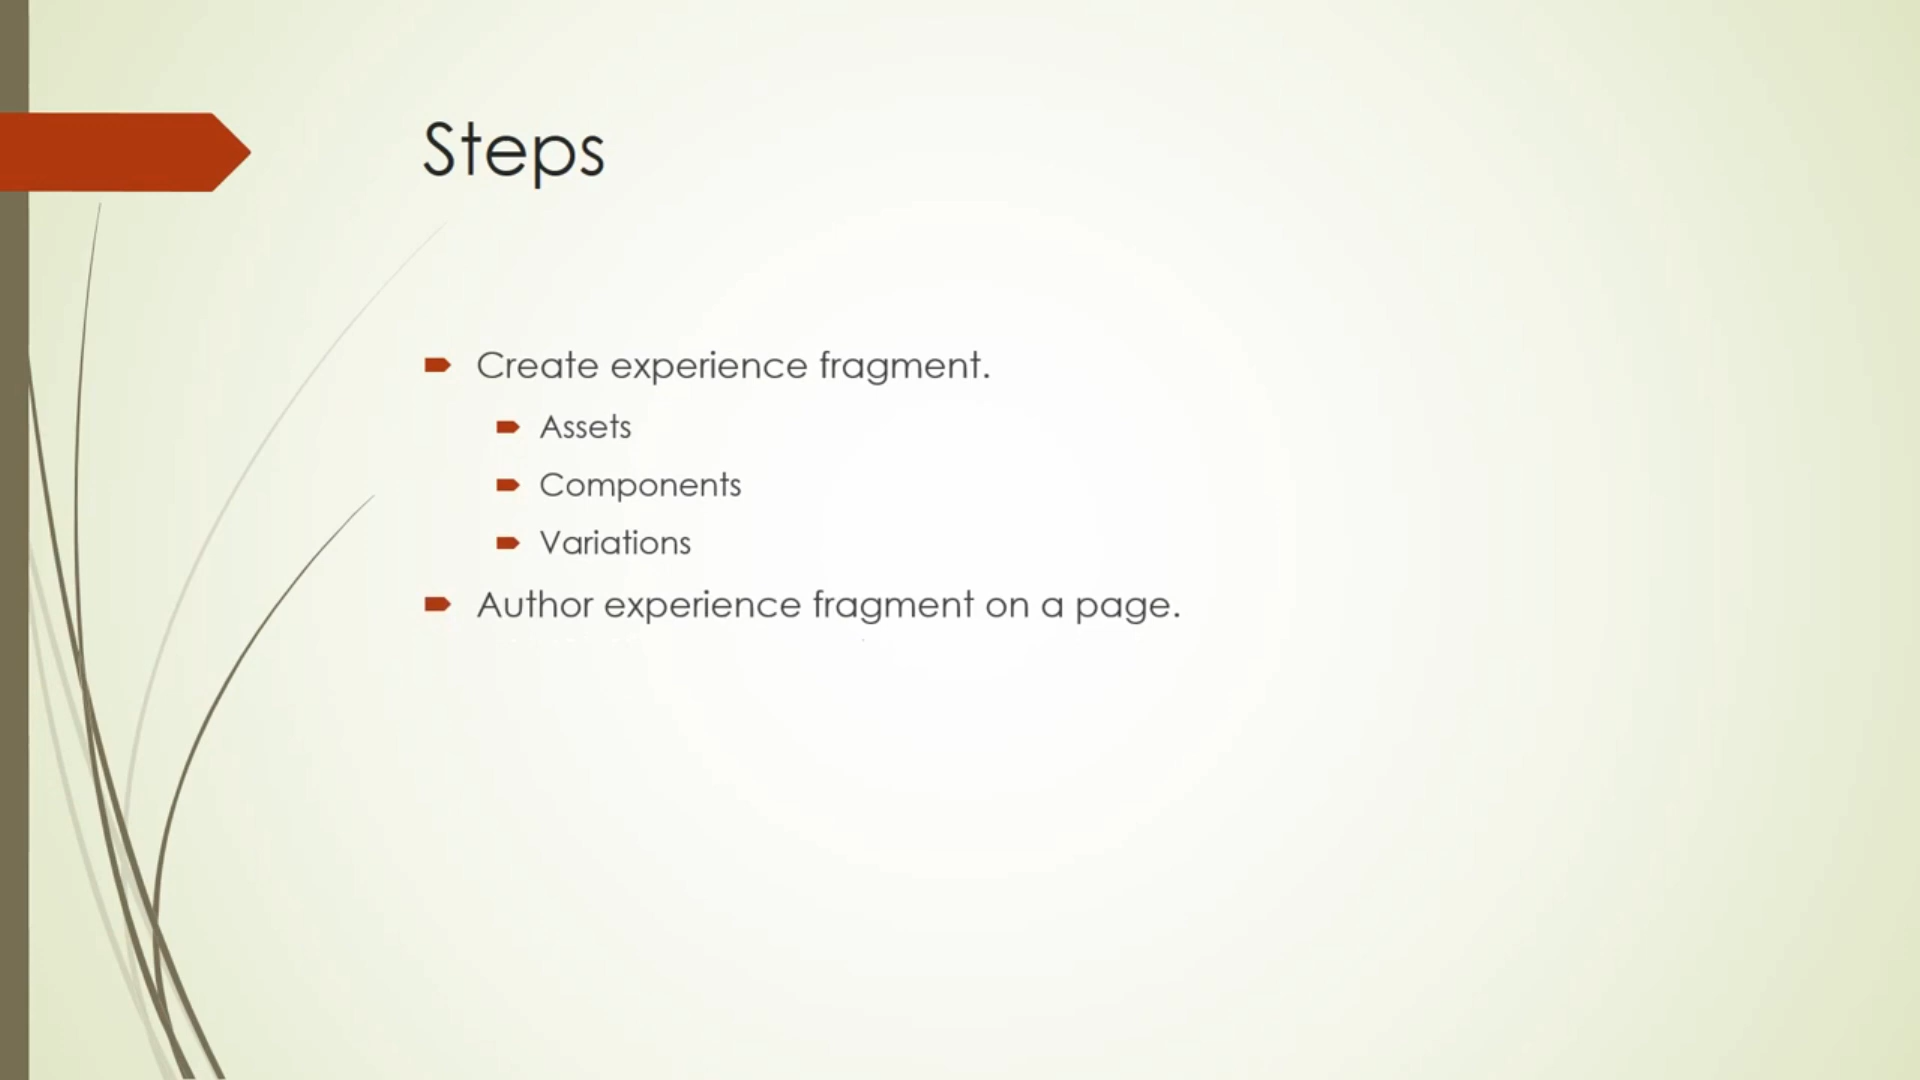 Steps
Create experience fragment.
Assets
Components
Variations
Author experience fragment on a page.